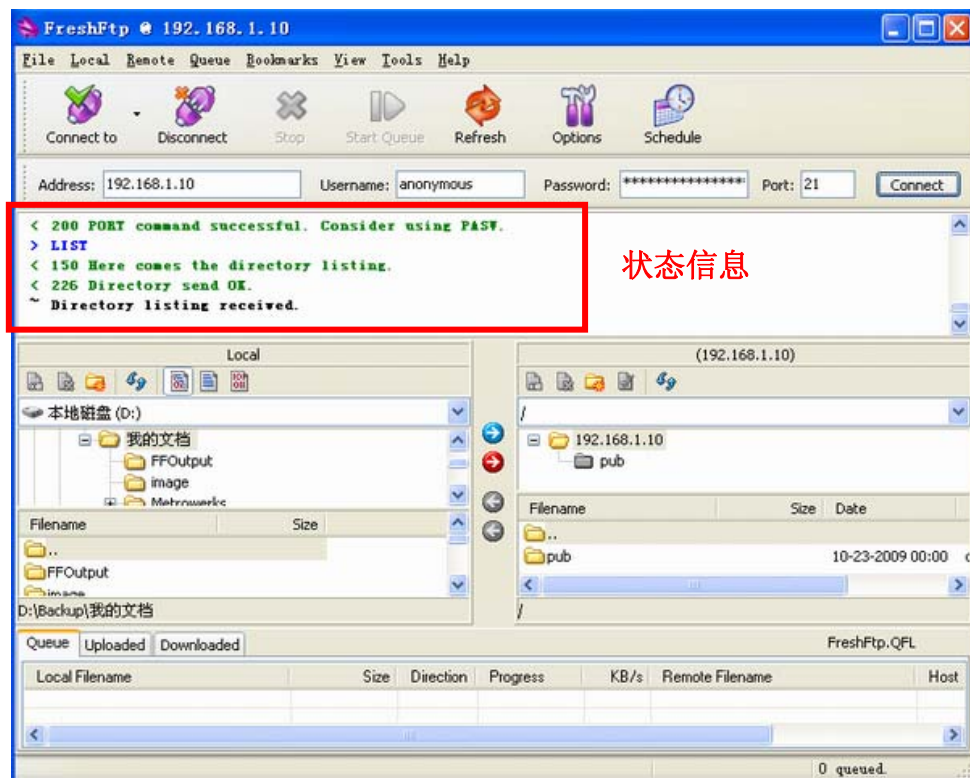 FreshFtp @ 192.168.1.10
File Local Remote Queue Bookmarks View Tools Help
Connect to Disconnect Stop Start Queue Refresh Options Schedule
Address: 192.168.1.10 Username: anonymous Password: *************** Port: 21 Connect
< 200 PORT command successful. Consider using PASV.
> LIST
< 150 Here comes the directory listing.
< 226 Directory send OK.
~ Directory listing received.
状态信息
Local
(192.168.1.10)
本地磁盘 (D:)
/
我的文档
FFOutput
image
Metrowerks
192.168.1.10
pub
Filename Size
..
FFOutput
image
D:\Backup\我的文档
Filename Size Date
..
pub 10-23-2009 00:00
/
Queue Uploaded Downloaded
FreshFtp.QFL
Local Filename Size Direction Progress KB/s Remote Filename Host
0 queued.